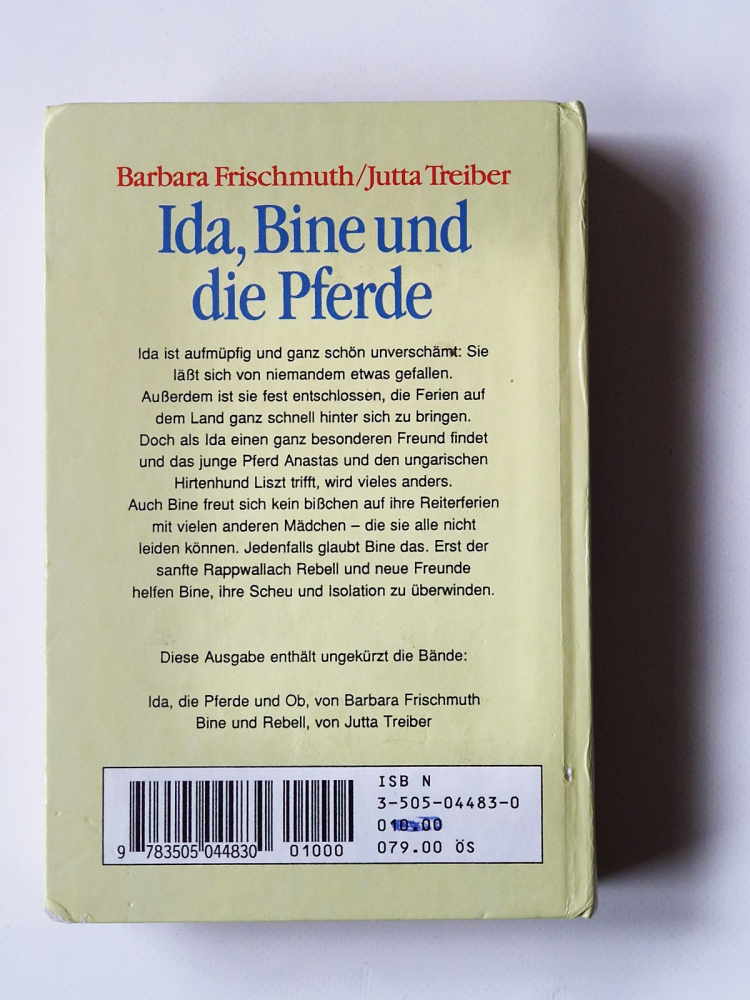 Barbara Frischmuth/Jutta Treiber
Ida, Bine und
die Pferde
Ida ist aufmüpfig und ganz schön unverschämt: Sie
läßt sich von niemandem etwas gefallen.
Außerdem ist sie fest entschlossen, die Ferien auf
dem Land ganz schnell hinter sich zu bringen.
Doch als Ida einen ganz besonderen Freund findet
und das junge Pferd Anastas und den ungarischen
Hirtenhund Liszt trifft, wird vieles anders.
Auch Bine freut sich kein bißchen auf ihre Reiterferien
mit vielen anderen Mädchen – die sie alle nicht
leiden können. Jedenfalls glaubt Bine das. Erst der
sanfte Rappwallach Rebell und neue Freunde
helfen Bine, ihre Scheu und Isolation zu überwinden.
Diese Ausgabe enthält ungekürzt die Bände:
Ida, die Pferde und Ob, von Barbara Frischmuth
Bine und Rebell, von Jutta Treiber
ISB N
3-505-04483-0
010.00
079.00 ÖS
9 783505 044830 01000